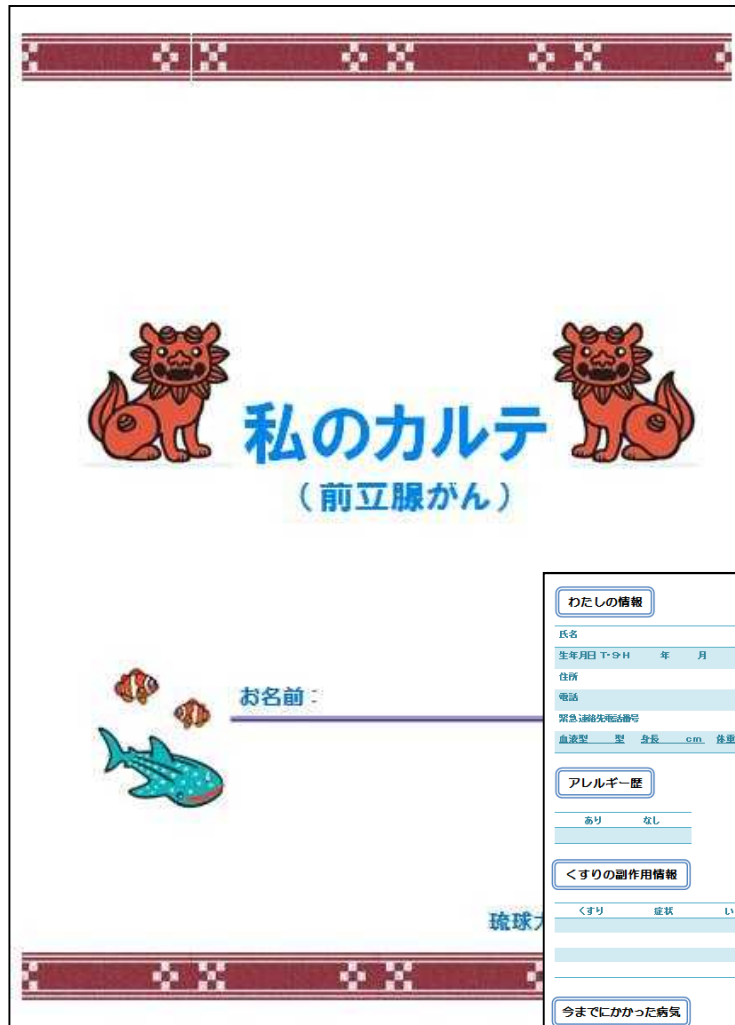 私のカルテ
（前立腺がん）
お名前：
琉球
わたしの情報
氏名
生年月日 T・S・H 年 月
住所
電話
緊急連絡先電話番号
血液型 型 身長 cm 体重
アレルギー歴
あり なし
くすりの副作用情報
くすり 症状 い
今までにかかった病気